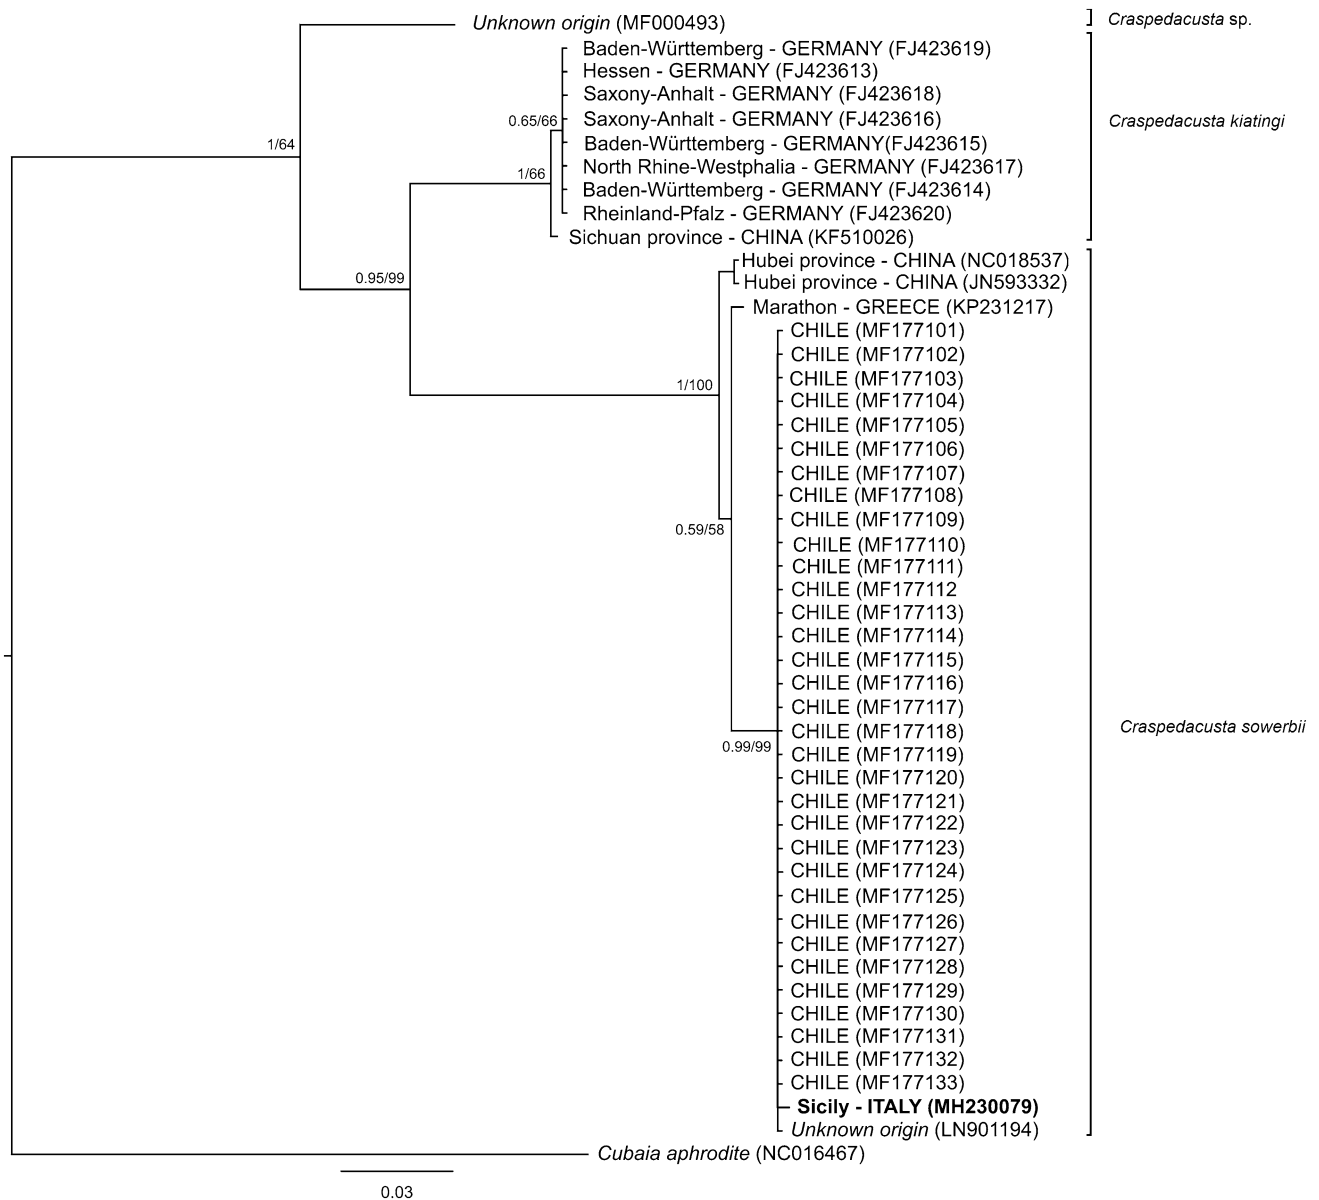 Unknown origin (MF000493)
Craspedacusta sp.
Baden-Württemberg - GERMANY (FJ423619)
Hessen - GERMANY (FJ423613)
Saxony-Anhalt - GERMANY (FJ423618)
0.65/66
Saxony-Anhalt - GERMANY (FJ423616)
Craspedacusta kiatingi
1/64
Baden-Württemberg - GERMANY(FJ423615)
North Rhine-Westphalia - GERMANY (FJ423617)
1/66
Baden-Württemberg - GERMANY (FJ423614)
Rheinland-Pfalz - GERMANY (FJ423620)
Sichuan province - CHINA (KF510026)
Hubei province - CHINA (NC018537)
0.95/99
Hubei province - CHINA (JN593332)
Marathon - GREECE (KP231217)
CHILE (MF177101)
CHILE (MF177102)
CHILE (MF177103)
1/100
CHILE (MF177104)
CHILE (MF177105)
CHILE (MF177106)
CHILE (MF177107)
CHILE (MF177108)
CHILE (MF177109)
0.59/58
CHILE (MF177110)
CHILE (MF177111)
CHILE (MF177112
CHILE (MF177113)
CHILE (MF177114)
CHILE (MF177115)
CHILE (MF177116)
CHILE (MF177117)
CHILE (MF177118)
Craspedacusta sowerbii
0.99/99
CHILE (MF177119)
CHILE (MF177120)
CHILE (MF177121)
CHILE (MF177122)
CHILE (MF177123)
CHILE (MF177124)
CHILE (MF177125)
CHILE (MF177126)
CHILE (MF177127)
CHILE (MF177128)
CHILE (MF177129)
CHILE (MF177130)
CHILE (MF177131)
CHILE (MF177132)
CHILE (MF177133)
Sicily - ITALY (MH230079)
Unknown origin (LN901194)
Cubaia aphrodite (NC016467)
0.03